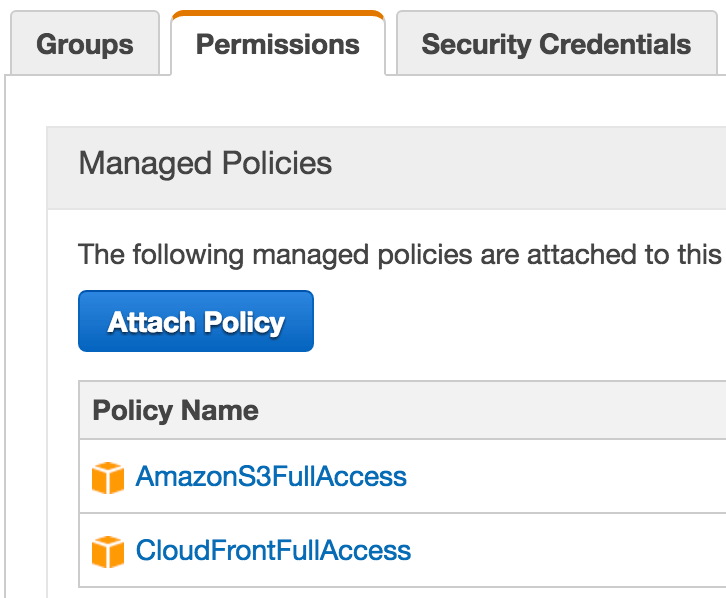 Groups
Permissions
Security Credentials
Managed Policies
The following managed policies are attached to this
Attach Policy
Policy Name
AmazonS3FullAccess
CloudFrontFullAccess